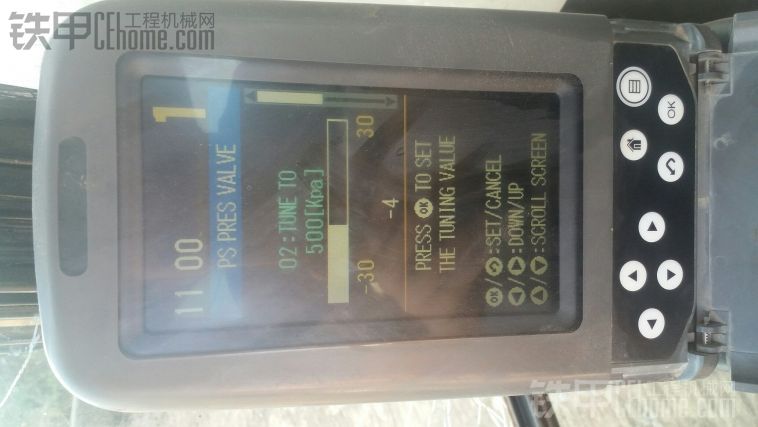 铁甲 工程机械网
CEhome.com
11 00 1
PS PRES VALVE
02:TUNE TO
500[Kpa]
-30 30
-4
PRESS OK TO SET
THE TUNING VALUE
OK/:SET/CANCEL
/:DOWN/UP
/:SCROLL SCREEN
OK
铁甲 工程机械网
CEhome.com